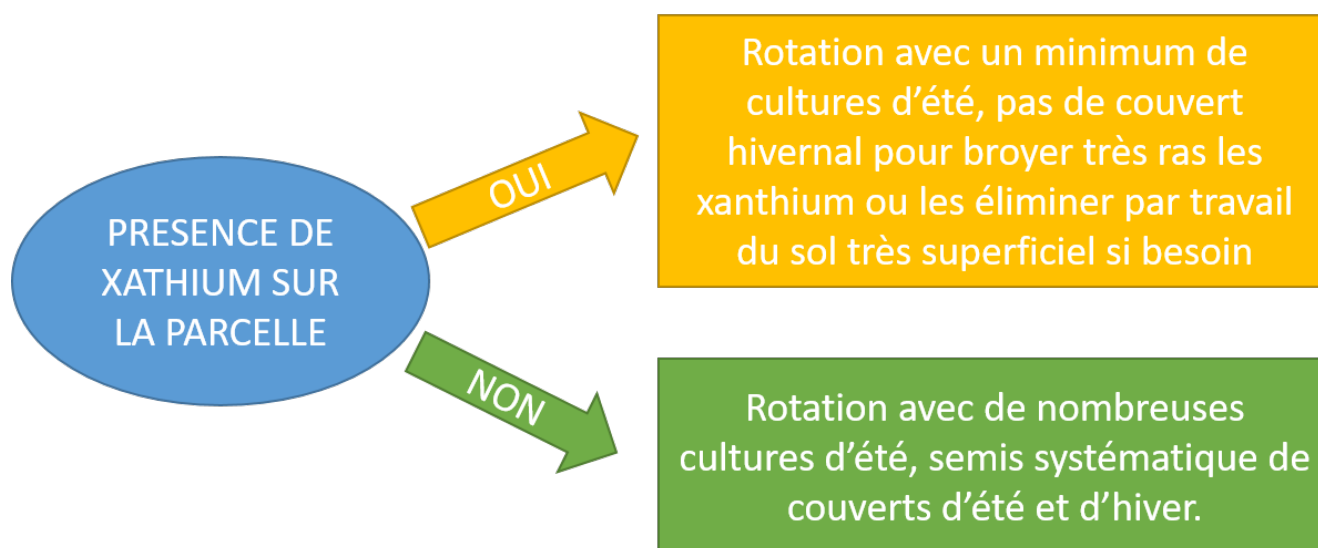 PRESENCE DE
XATHIUM SUR
LA PARCELLE
OUI
Rotation avec un minimum de
cultures d'été, pas de couvert
hivernal pour broyer très ras les
xanthium ou les éliminer par travail
du sol très superficiel si besoin
NON
Rotation avec de nombreuses
cultures d'été, semis systématique de
couverts d'été et d'hiver.